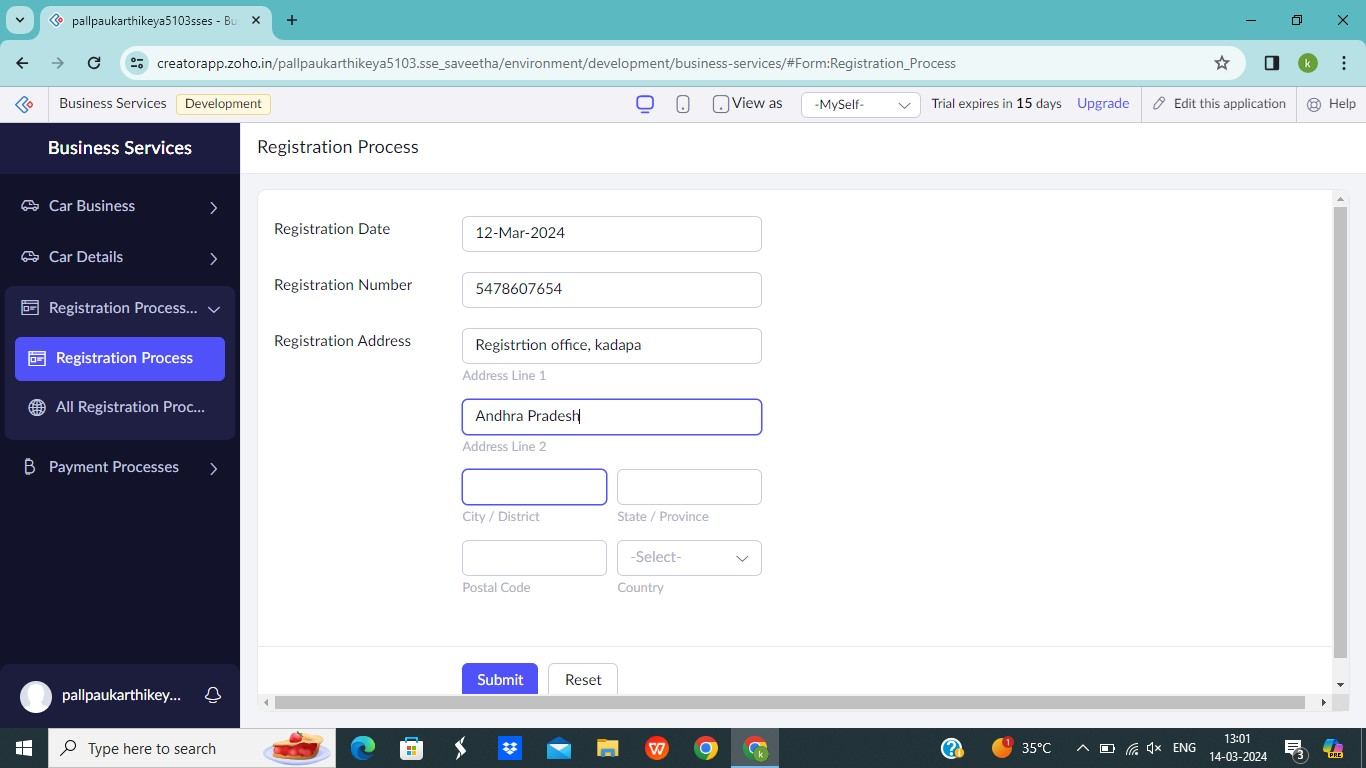 pallpaukarthikeya5103sses - Bu
creatorapp.zoho.in/pallpaukarthikeya5103.sse_saveetha/environment/development/business-services/#Form:Registration_Process
k
Business Services
Development
View as
-MySelf-
Trial expires in 15 days
Upgrade
Edit this application
Help
Business Services
Registration Process
Car Business
Car Details
Registration Process...
Registration Process
All Registration Proc...
Payment Processes
pallpaukarthikey...
Registration Date
12-Mar-2024
Registration Number
5478607654
Registration Address
Registrtion office, kadapa
Address Line 1
Andhra Pradesh
Address Line 2
City / District
State / Province
-Select-
Postal Code
Country
Submit
Reset
Type here to search
1
35°C
ENG
13:01
14-03-2024
3
PRE